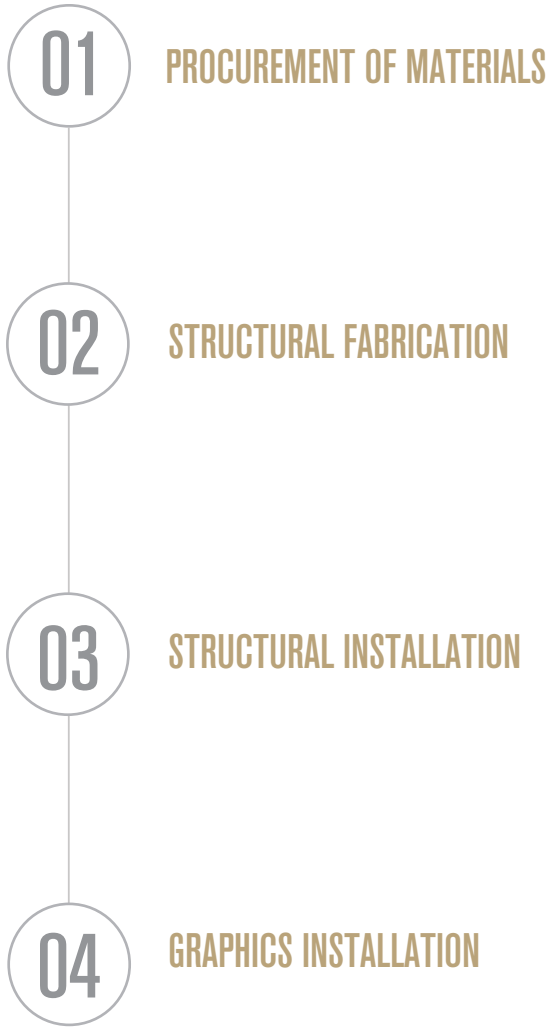 01
PROCUREMENT OF MATERIALS
02
STRUCTURAL FABRICATION
03
STRUCTURAL INSTALLATION
04
GRAPHICS INSTALLATION